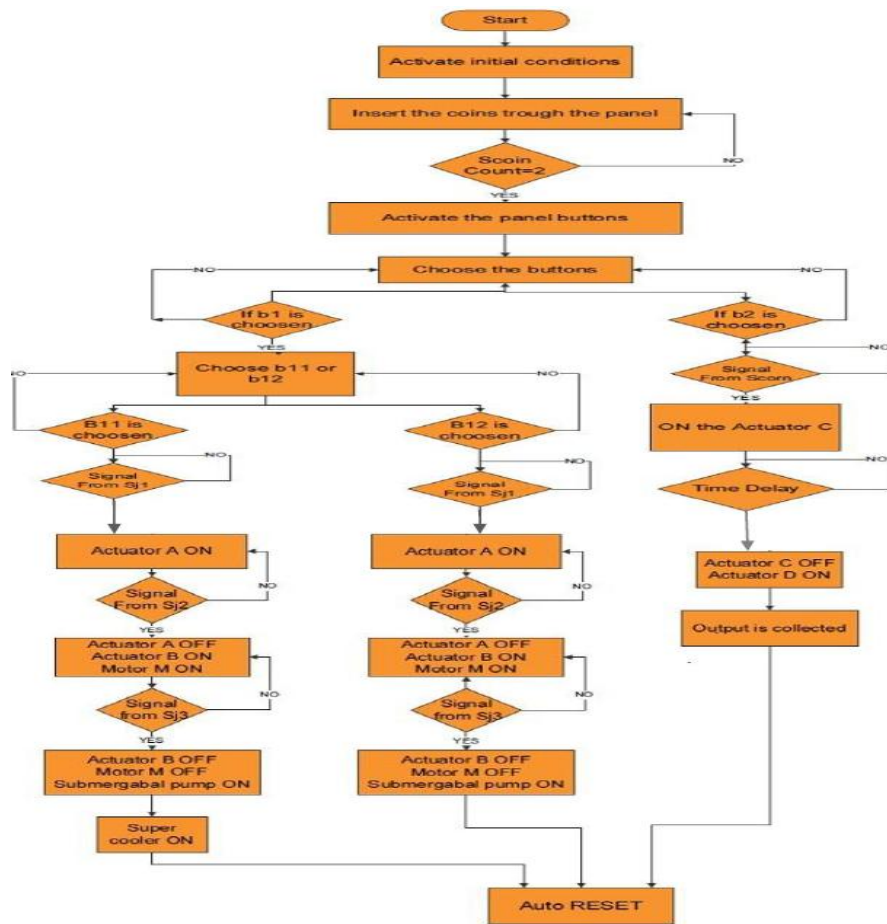 Start
Activate initial conditions
Insert the coins trough the panel
Scoin
Count=2
NO
YES
Activate the panel buttons
Choose the buttons
NO
NO
If b1 is
choosen
YES
If b2 is
choosen
NO
Choose b11 or
b12
NO
NO
Signal
From Scorn
YES
B11 is
choosen
B12 is
choosen
ON the Actuator C
NO
Signal
From Sj1
NO
Signal
From Sj1
NO
Time Delay
Actuator A ON
Actuator A ON
Actuator C OFF
Actuator D ON
Signal
From Sj2
NO
YES
Signal
From Sj2
NO
YES
Output is collected
Actuator A OFF
Actuator B ON
Motor M ON
Actuator A OFF
Actuator B ON
Motor M ON
Signal
from Sj3
NO
YES
Signal
from Sj3
NO
YES
Actuator B OFF
Motor M OFF
Submergabal pump ON
Actuator B OFF
Motor M OFF
Submergabal pump ON
Super
cooler ON
Auto RESET